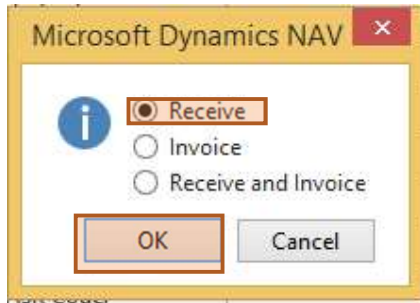 Microsoft Dynamics NAV
Receive
Invoice
Receive and Invoice
OK
Cancel